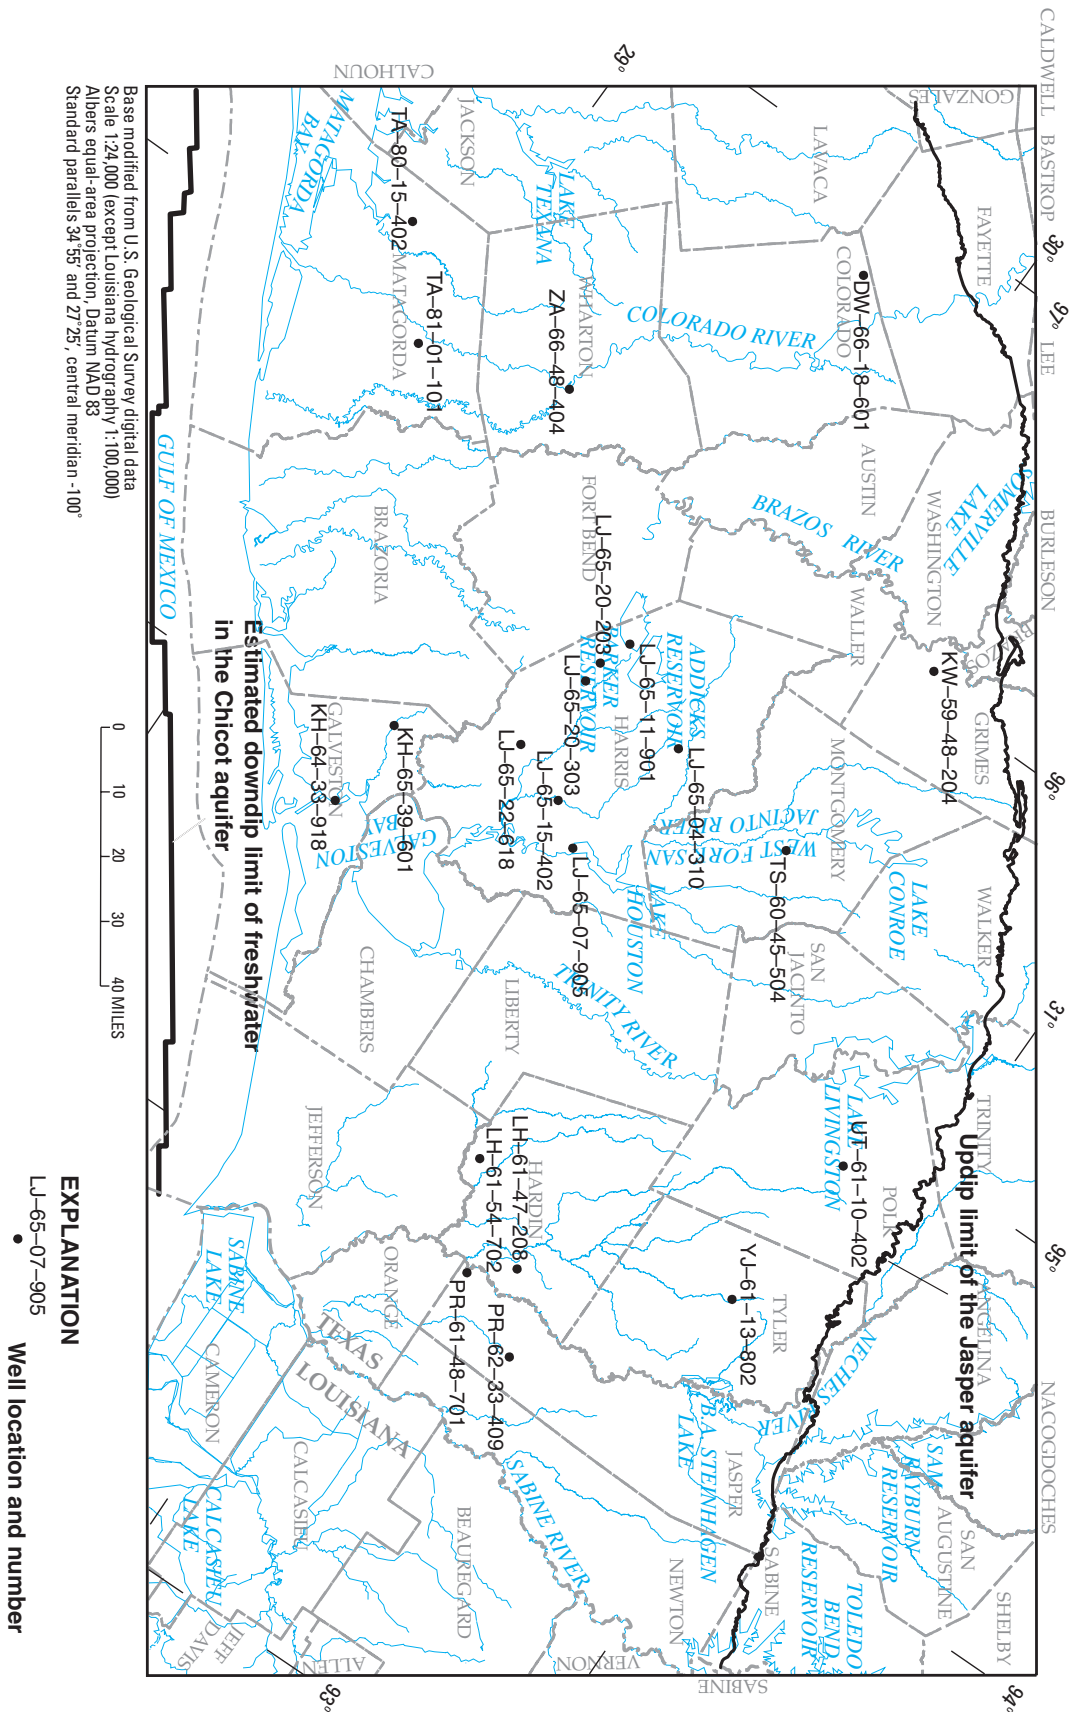 CALDWELL
BASTROP
30°
97°
LEE
BURLESON
96°
31°
95°
NACOGDOCHES
94°
GONZALES
FAYETTE
SOMERVILLE
LAKE
BRAZOS
WASHINGTON
GRIMES
KW–59–48–204
WALKER
TRINITY
Updip limit of the Jasper aquifer
ANGELINA
SAM
RAYBURN
RESERVOIR
SAN
AUGUSTINE
SHELBY
LAVACA
COLORADO
DW–66–18–601
AUSTIN
BRAZOS RIVER
WALLER
MONTGOMERY
LAKE
CONROE
WEST FORK SAN
JACINTO RIVER
TS–60–45–504
SAN
JACINTO
LAKE
LIVINGSTON
UT–61–10–402
POLK
NECHES RIVER
TYLER
YJ–61–13–802
B.A. STEINHAGEN
LAKE
JASPER
SABINE
TOLEDO
BEND
RESERVOIR
NEWTON
SABINE
29°
COLORADO RIVER
ADDICKS
RESERVOIR
LJ–65–04–310
LJ–65–11–901
LJ–65–20–203
BARKER
RESERVOIR
HARRIS
LJ–65–20–303
LJ–65–15–402
LJ–65–07–905
LJ–65–22–618
LAKE
HOUSTON
TRINITY RIVER
LAKE
TEXANA
WHARTON
ZA–66–48–404
FORT BEND
LIBERTY
HARDIN
LH–61–47–208
LH–61–54–702
PR–62–33–409
PR–61–48–701
SABINE RIVER
BEAUREGARD
VERNON
CALHOUN
JACKSON
TA–80–15–402
TA–81–01–101
MATAGORDA
MATAGORDA
BAY
BRAZORIA
GALVESTON
KH–65–39–601
KH–64–33–918
GALVESTON
BAY
CHAMBERS
JEFFERSON
ORANGE
TEXAS
LOUISIANA
SABINE
LAKE
CAMERON
CALCASIEU
CALCASIEU
LAKE
JEFF
DAVIS
ALLEN
93°
GULF OF MEXICO
Estimated downdip limit of freshwater
in the Chicot aquifer
0 10 20 30 40 MILES
Base modified from U.S. Geological Survey digital data
Scale 1:24,000 (except Louisiana hydrography 1:100,000)
Albers equal-area projection, Datum NAD 83
Standard parallels 34°55' and 27°25', central meridian -100°
EXPLANATION
LJ–65–07–905
Well location and number